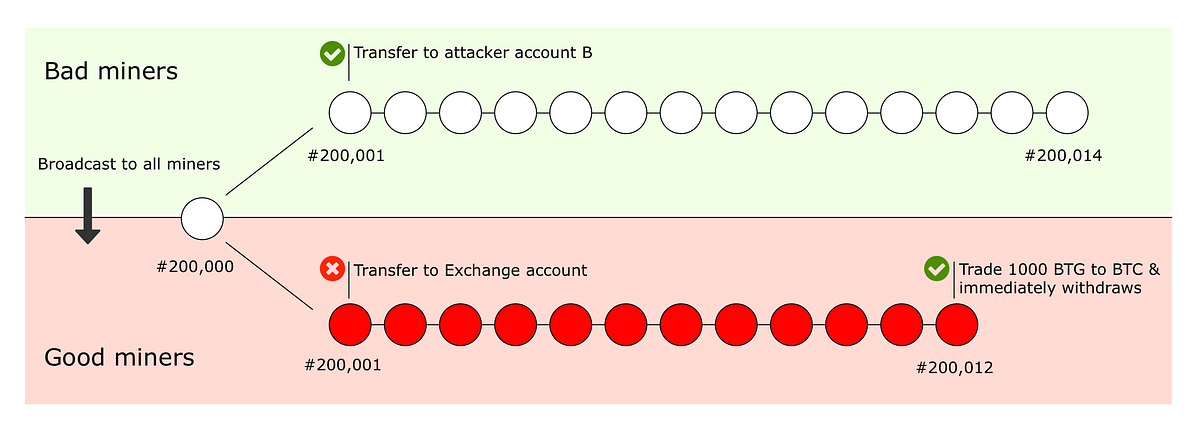 Bad miners
Transfer to attacker account B
#200,001
#200,014
Broadcast to all miners
#200,000
Transfer to Exchange account
Trade 1000 BTG to BTC &
immediately withdraws
Good miners
#200,001
#200,012